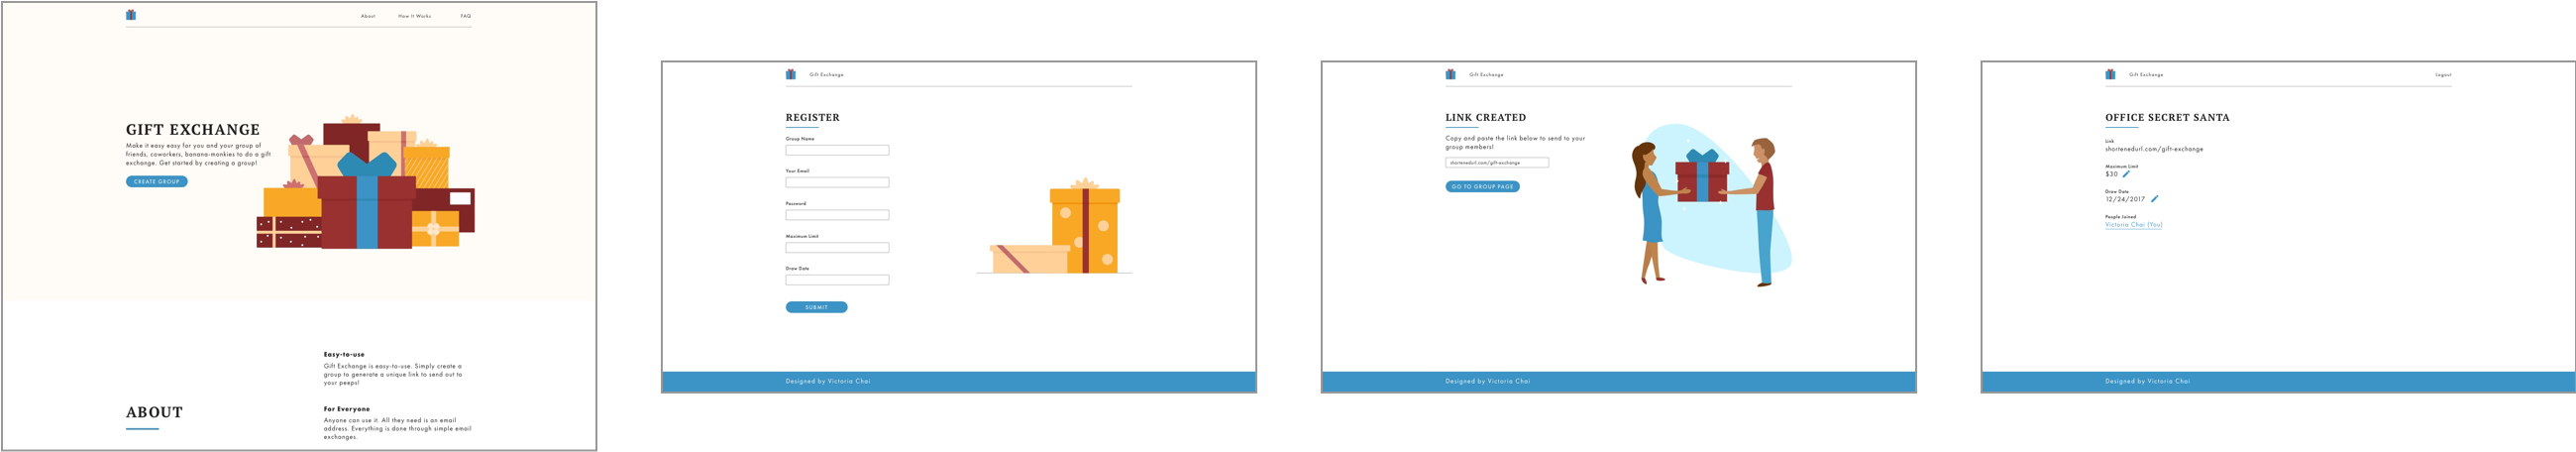 About How It Works FAQ
GIFT EXCHANGE
Make it easy easy for you and your group of
friends, coworkers, banana-monkies to do a gift
exchange. Get started by creating a group!
CREATE GROUP
Easy-to-use
Gift Exchange is easy-to-use. Simply create a
group to generate a unique link to send out to
your peeps!
ABOUT
For Everyone
Anyone can use it. All they need is an email
address. Everything is done through simple email
exchanges.
Gift Exchange
REGISTER
Group Name
Your Email
Password
Maximum Limit
Draw Date
SUBMIT
Designed by Victoria Chai
Gift Exchange
LINK CREATED
Copy and paste the link below to send to your
group members!
shortenedurl.com/gift-exchange
GO TO GROUP PAGE
Designed by Victoria Chai
Gift Exchange Logout
OFFICE SECRET SANTA
Link
shortenedurl.com/gift-exchange
Maximum Limit
$30
Draw Date
12/24/2017
People Joined
Victoria Chai (You)
Designed by Victoria Chai